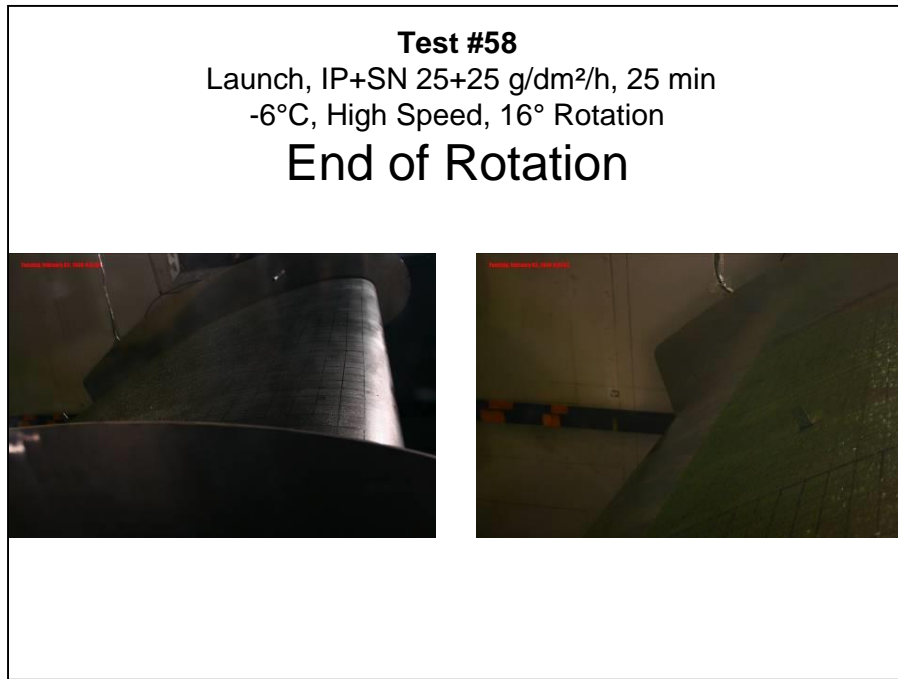 Test #58
Launch, IP+SN 25+25 g/dm²/h, 25 min
-6°C, High Speed, 16° Rotation
End of Rotation